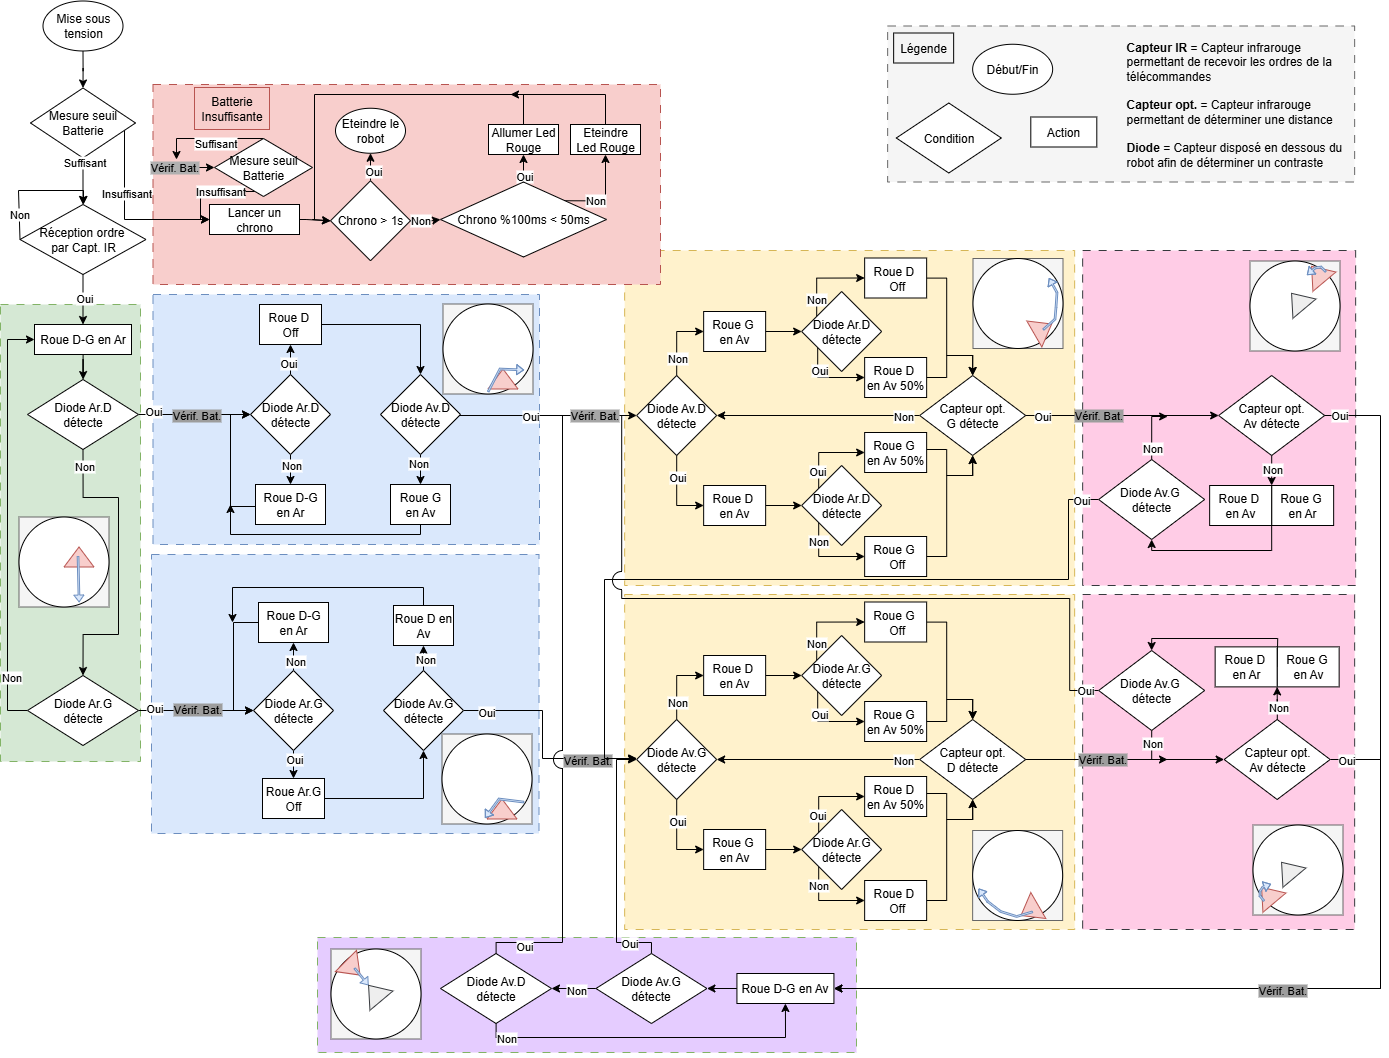 Mise sous
tension
Mesure seuil
Batterie
Suffisant
Insuffisant
Non
Réception ordre
par Capt. IR
Oui
Batterie
Insuffisante
Suffisant
Vérif. Bat.
Mesure seuil
Batterie
Insuffisant
Lancer un
chrono
Eteindre le
robot
Oui
Chrono > 1s
Non
Allumer Led
Rouge
Eteindre
Led Rouge
Oui
Non
Chrono %100ms < 50ms
Légende
Début/Fin
Condition
Action
Capteur IR = Capteur infrarouge
permettant de recevoir les ordres de la
télécommandes
Capteur opt. = Capteur infrarouge
permettant de déterminer une distance
Diode = Capteur disposé en dessous du
robot afin de déterminer un contraste
Roue D-G en Ar
Diode Ar.D
détecte
Oui
Non
Non
Diode Ar.G
détecte
Oui
Vérif. Bat.
Roue D
Off
Oui
Diode Ar.D
détecte
Non
Roue D-G
en Ar
Diode Av.D
détecte
Non
Roue G
en Av
Oui
Vérif. Bat.
Roue D-G
en Ar
Non
Diode Ar.G
détecte
Oui
Roue Ar.G
Off
Roue D en
Av
Non
Diode Av.G
détecte
Oui
Vérif. Bat.
Diode Av.D
détecte
Non
Roue G
en Av
Non
Diode Ar.D
détecte
Oui
Roue D
Off
Roue D
en Av 50%
Oui
Roue D
en Av
Oui
Diode Ar.D
détecte
Non
Roue G
en Av 50%
Roue G
Off
Non
Capteur opt.
G détecte
Oui
Vérif. Bat.
Vérif. Bat.
Diode Av.G
détecte
Non
Roue D
en Av
Non
Diode Ar.G
détecte
Oui
Roue G
Off
Roue G
en Av 50%
Oui
Roue G
en Av
Oui
Diode Ar.G
détecte
Non
Roue D
en Av 50%
Roue D
Off
Non
Capteur opt.
D détecte
Vérif. Bat.
Capteur opt.
Av détecte
Oui
Non
Non
Diode Av.G
détecte
Oui
Roue D
en Av
Roue G
en Ar
Diode Av.G
détecte
Oui
Non
Roue D
en Ar
Roue G
en Av
Non
Capteur opt.
Av détecte
Oui
Vérif. Bat.
Oui
Oui
Diode Av.D
détecte
Non
Diode Av.G
détecte
Roue D-G en Av
Non